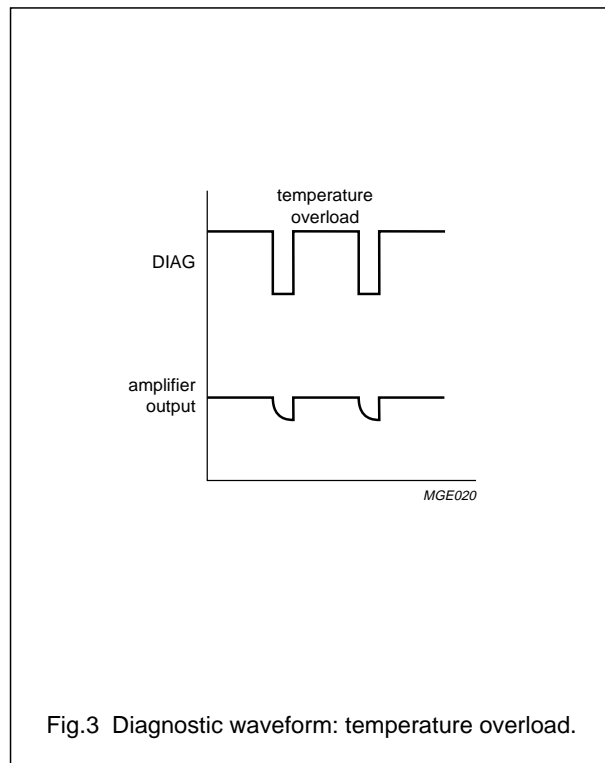 temperature
overload
DIAG
amplifier
output
MGE020
Fig.3 Diagnostic waveform: temperature overload.